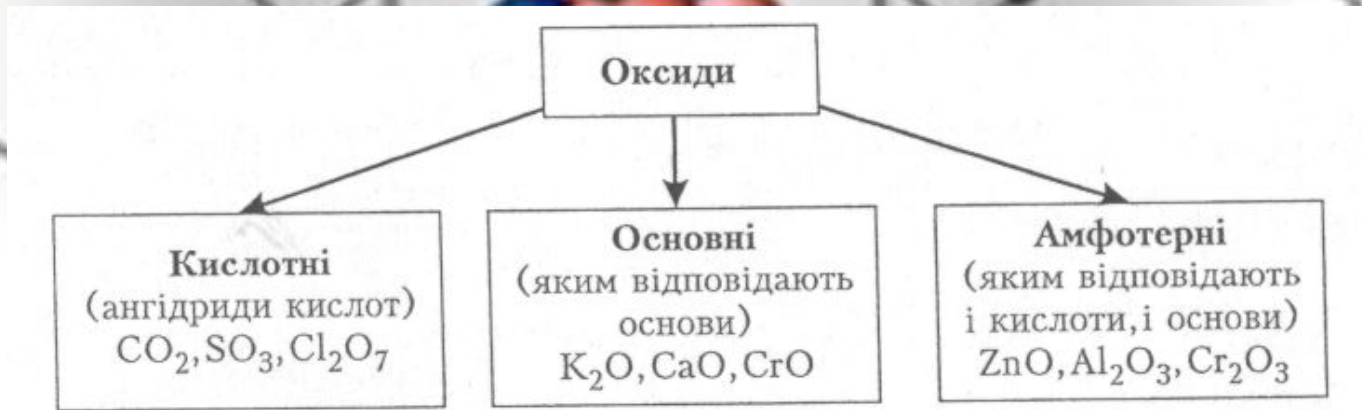 Оксиди
Кислотні
(ангідриди кислот)
CO₂, SO₃, Cl₂O₇
Основні
(яким відповідають
основи)
K₂O, CaO, CrO
Амфотерні
(яким відповідають
і кислоти, і основи)
ZnO, Al₂O₃, Cr₂O₃